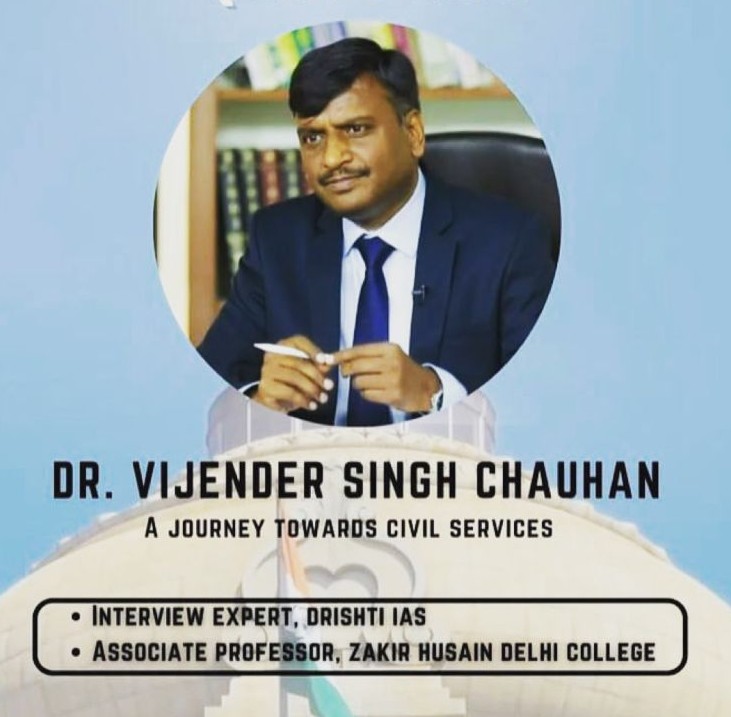 DR. VIJENDER SINGH CHAUHAN
A JOURNEY TOWARDS CIVIL SERVICES
• INTERVIEW EXPERT, DRISHTI IAS
• ASSOCIATE PROFESSOR, ZAKIR HUSAIN DELHI COLLEGE